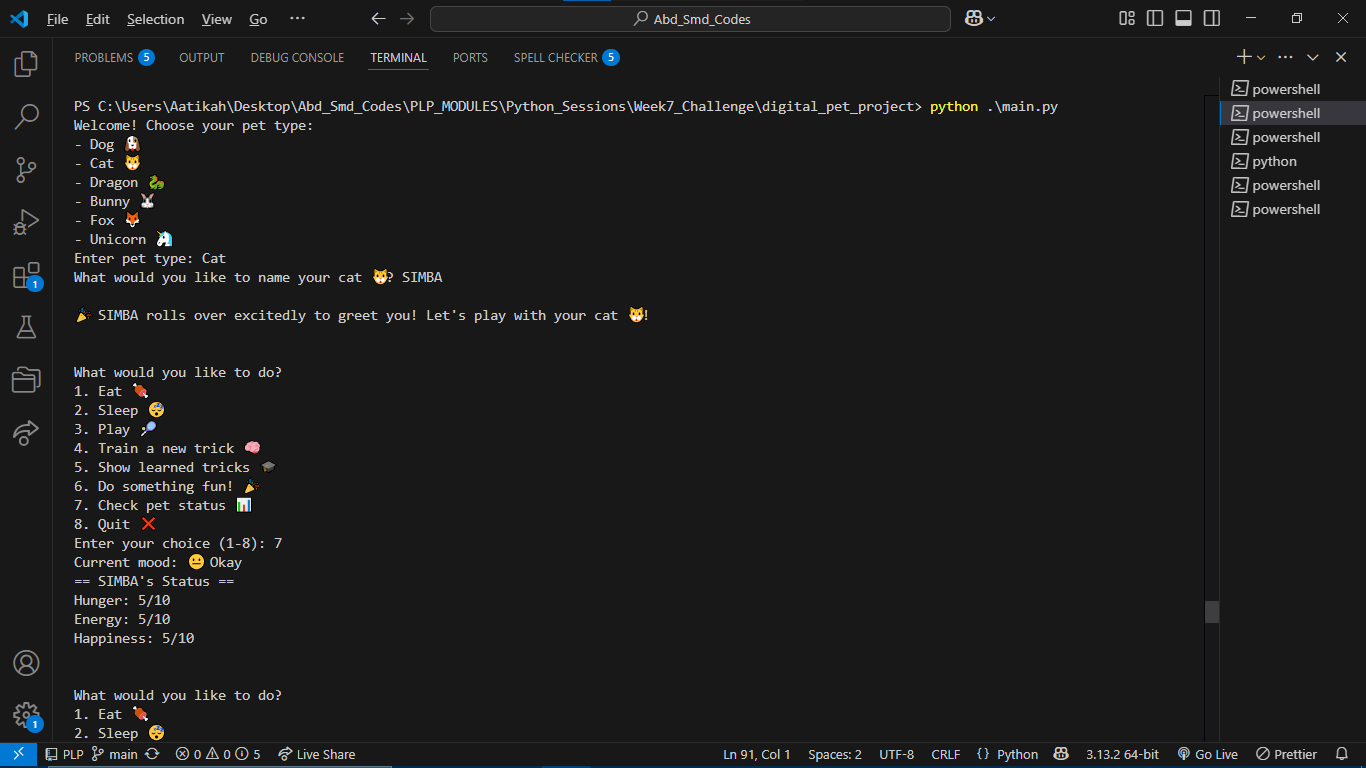 File Edit Selection View Go ··· Abd_Smd_Codes
PROBLEMS 5 OUTPUT DEBUG CONSOLE TERMINAL PORTS SPELL CHECKER 5
PS C:\Users\Aatikah\Desktop\Abd_Smd_Codes\PLP_MODULES\Python_Sessions\Week7_Challenge\digital_pet_project> python .\main.py
Welcome! Choose your pet type:
- Dog 🐶
- Cat 🐱
- Dragon 🐉
- Bunny 🐰
- Fox 🦊
- Unicorn 🦄
Enter pet type: Cat
What would you like to name your cat 🐱? SIMBA
🎉 SIMBA rolls over excitedly to greet you! Let's play with your cat 🐱!
What would you like to do?
1. Eat 🍖
2. Sleep 😴
3. Play 🎾
4. Train a new trick 🧠
5. Show learned tricks 🎓
6. Do something fun! 🎉
7. Check pet status 📊
8. Quit ❌
Enter your choice (1-8): 7
Current mood: 😐 Okay
== SIMBA's Status ==
Hunger: 5/10
Energy: 5/10
Happiness: 5/10
What would you like to do?
1. Eat 🍖
2. Sleep 😴
powershell
powershell
powershell
python
powershell
powershell
1
1
PLP main 0 0 5 Live Share Ln 91, Col 1 Spaces: 2 UTF-8 CRLF {} Python 3.13.2 64-bit Go Live Prettier